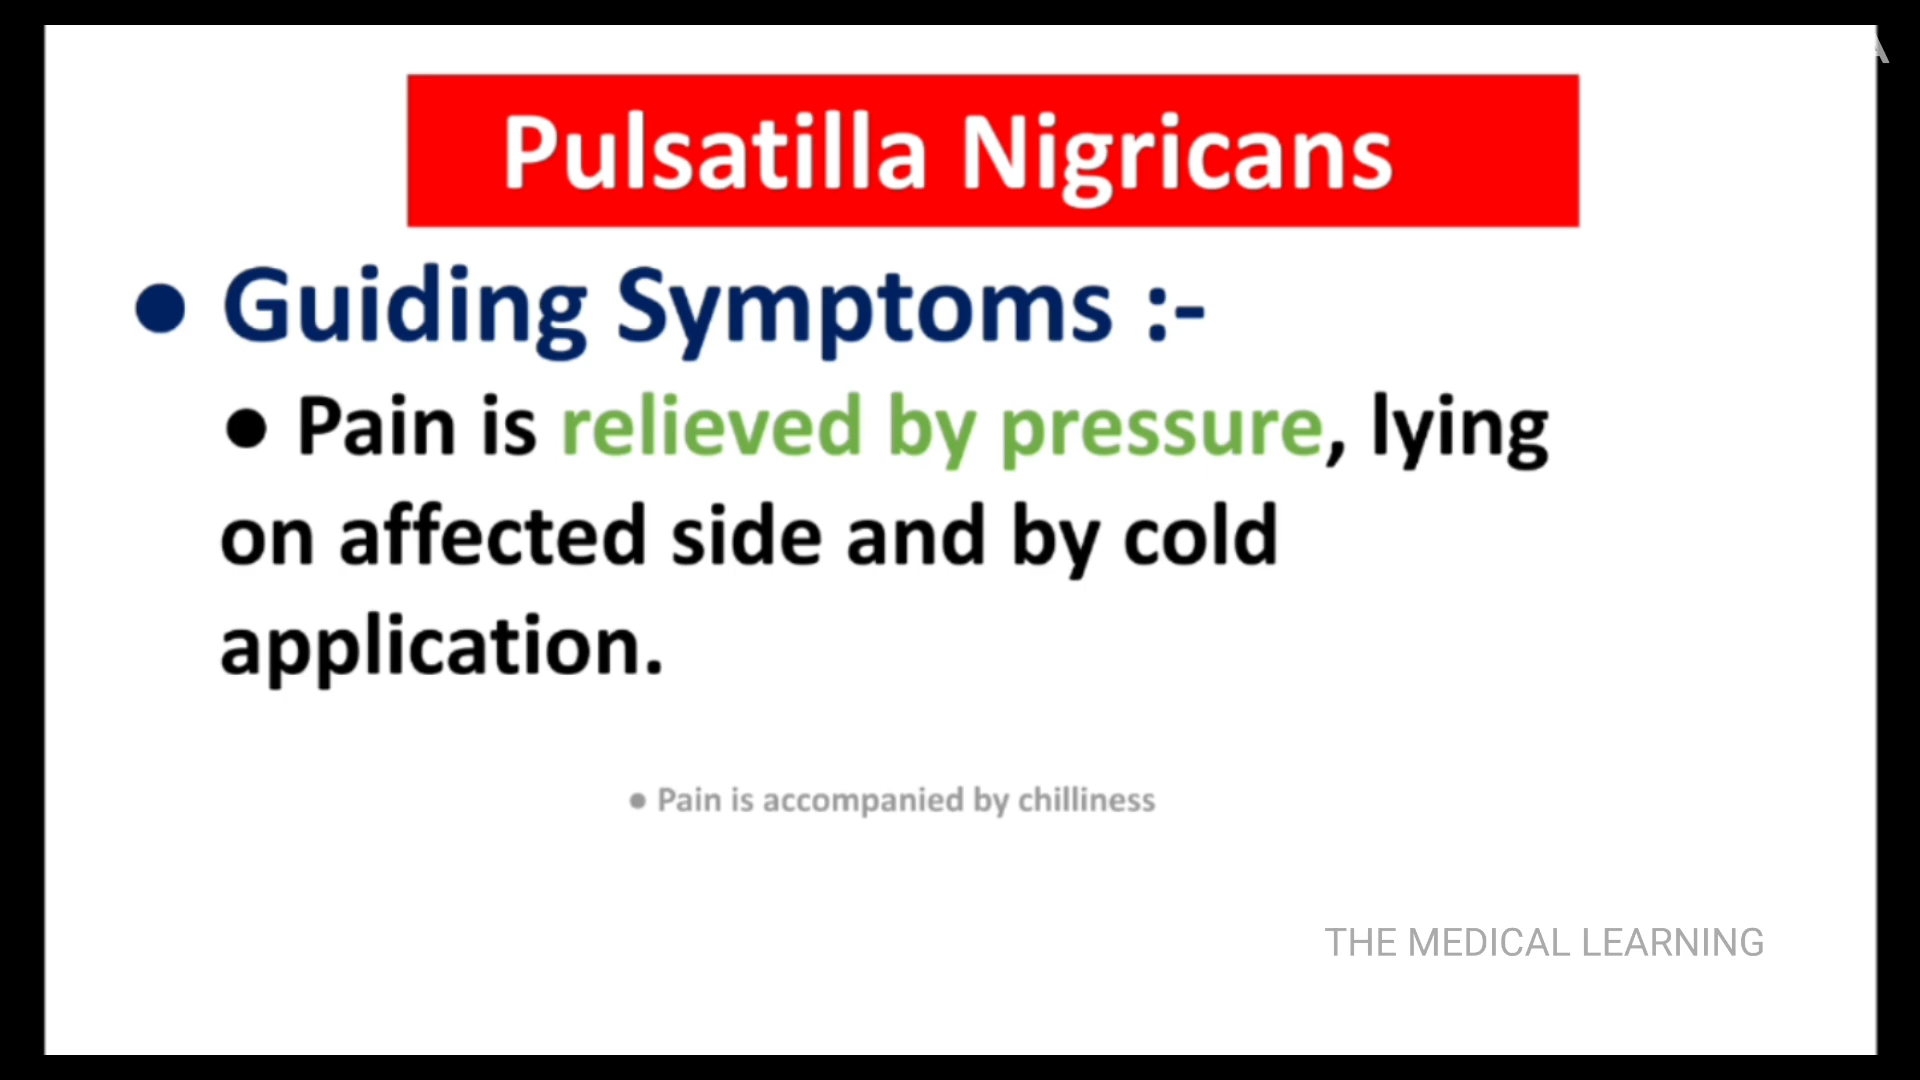 Pulsatilla Nigricans
● Guiding Symptoms :-
● Pain is relieved by pressure, lying
on affected side and by cold
application.
● Pain is accompanied by chilliness
THE MEDICAL LEARNING